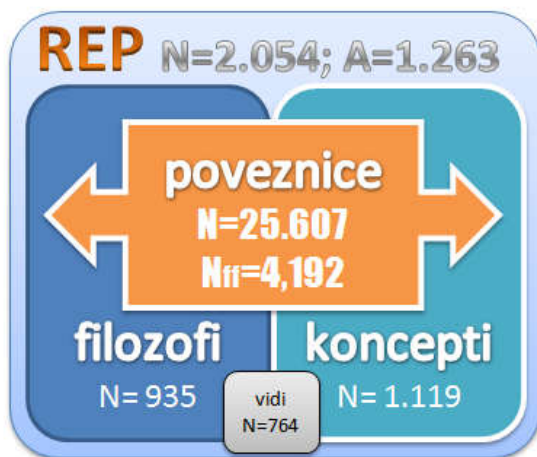 REP N=2.054; A=1.263
poveznice
N=25.607
Nff=4,192
filozofi koncepti
N= 935 N= 1.119
vidi
N=764